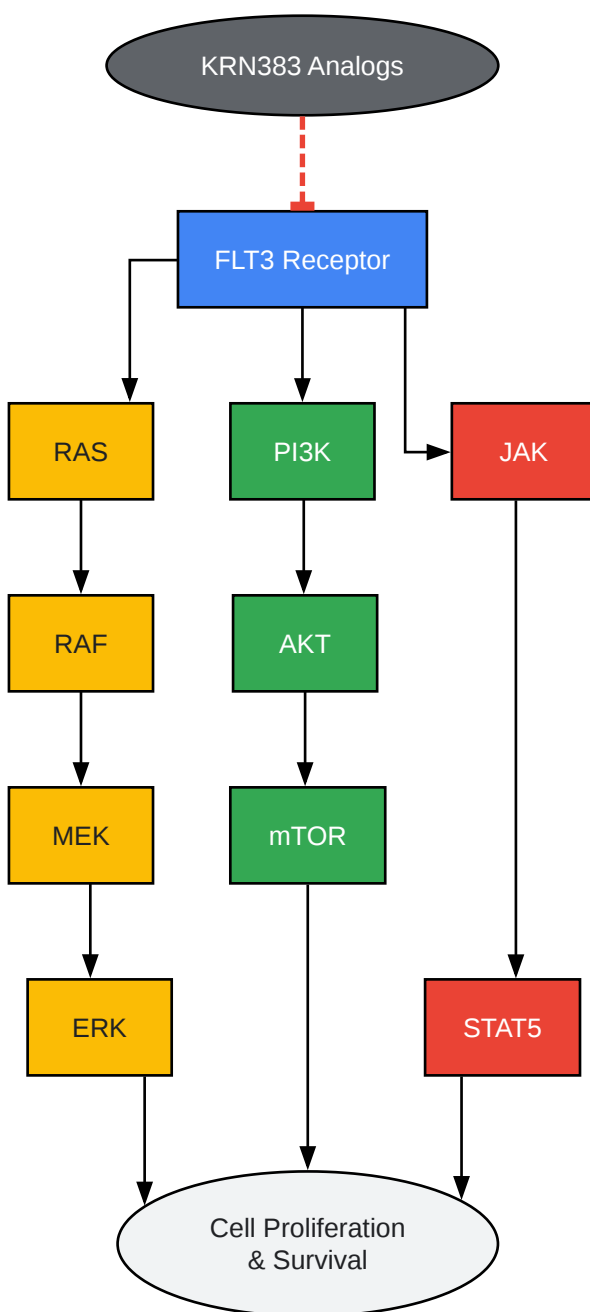 KRN383 Analogs
FLT3 Receptor
RAS
PI3K
JAK
RAF
AKT
MEK
mTOR
ERK
STAT5
Cell Proliferation
& Survival